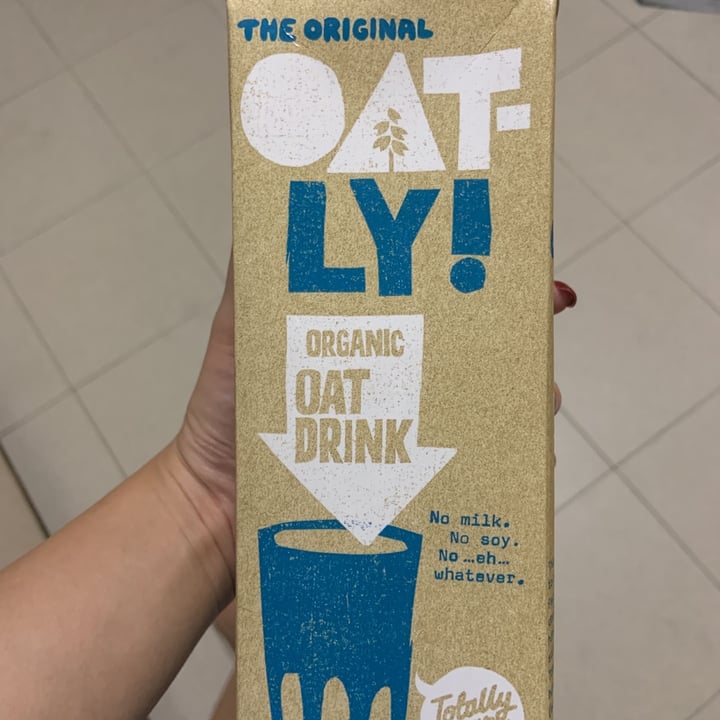 THE ORIGINAL
OAT-
LY!
ORGANIC
OAT
DRINK
No milk.
No soy.
No ...eh...
whatever.
Totally